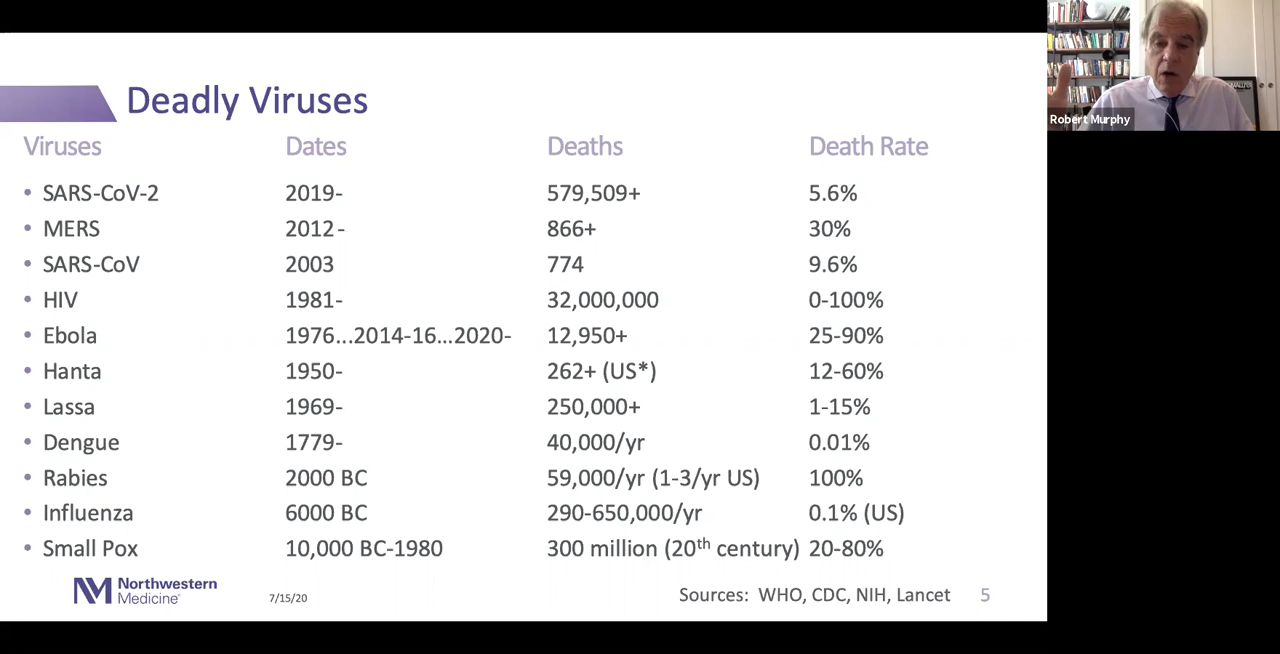 Deadly Viruses
Viruses Dates Deaths Death Rate
• SARS-CoV-2 2019- 579,509+ 5.6%
• MERS 2012 - 866+ 30%
• SARS-CoV 2003 774 9.6%
• HIV 1981- 32,000,000 0-100%
• Ebola 1976...2014-16...2020- 12,950+ 25-90%
• Hanta 1950- 262+ (US*) 12-60%
• Lassa 1969- 250,000+ 1-15%
• Dengue 1779- 40,000/yr 0.01%
• Rabies 2000 BC 59,000/yr (1-3/yr US) 100%
• Influenza 6000 BC 290-650,000/yr 0.1% (US)
• Small Pox 10,000 BC-1980 300 million (20th century) 20-80%
NM Northwestern
Medicine®
7/15/20
Sources: WHO, CDC, NIH, Lancet 5
Robert Murphy